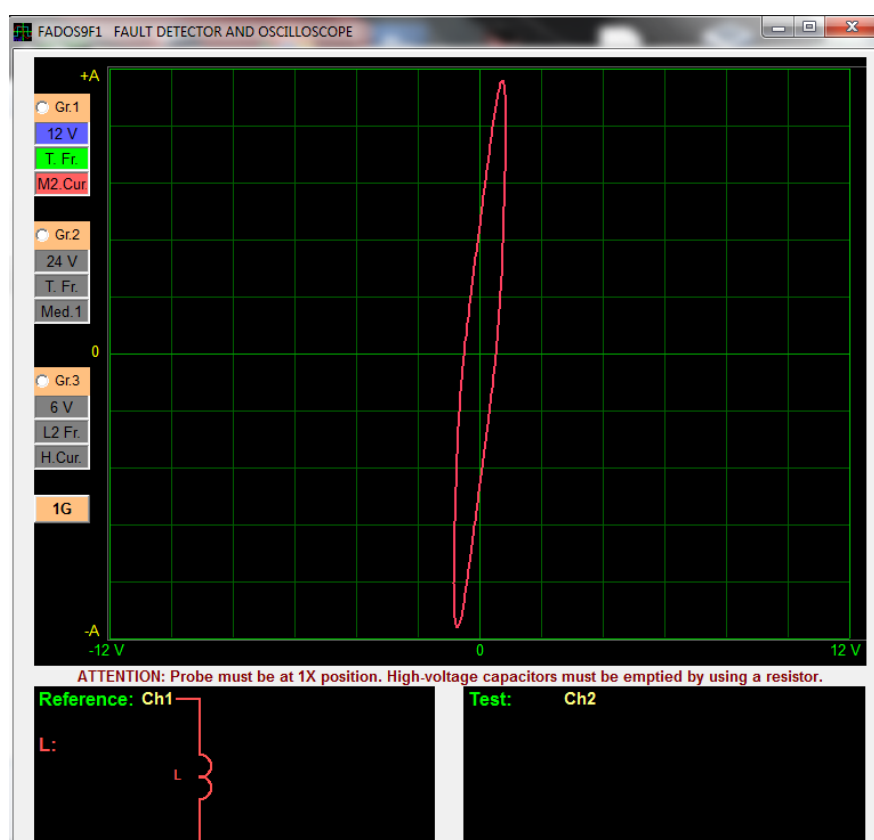 FADOS9F1 FAULT DETECTOR AND OSCILLOSCOPE
+A
Gr.1
12 V
T. Fr.
M2.Cur
Gr.2
24 V
T. Fr.
Med.1
0
Gr.3
6 V
L2 Fr.
H.Cur.
1G
-A
-12 V 0 12 V
ATTENTION: Probe must be at 1X position. High-voltage capacitors must be emptied by using a resistor.
Reference: Ch1
L:
L
Test: Ch2